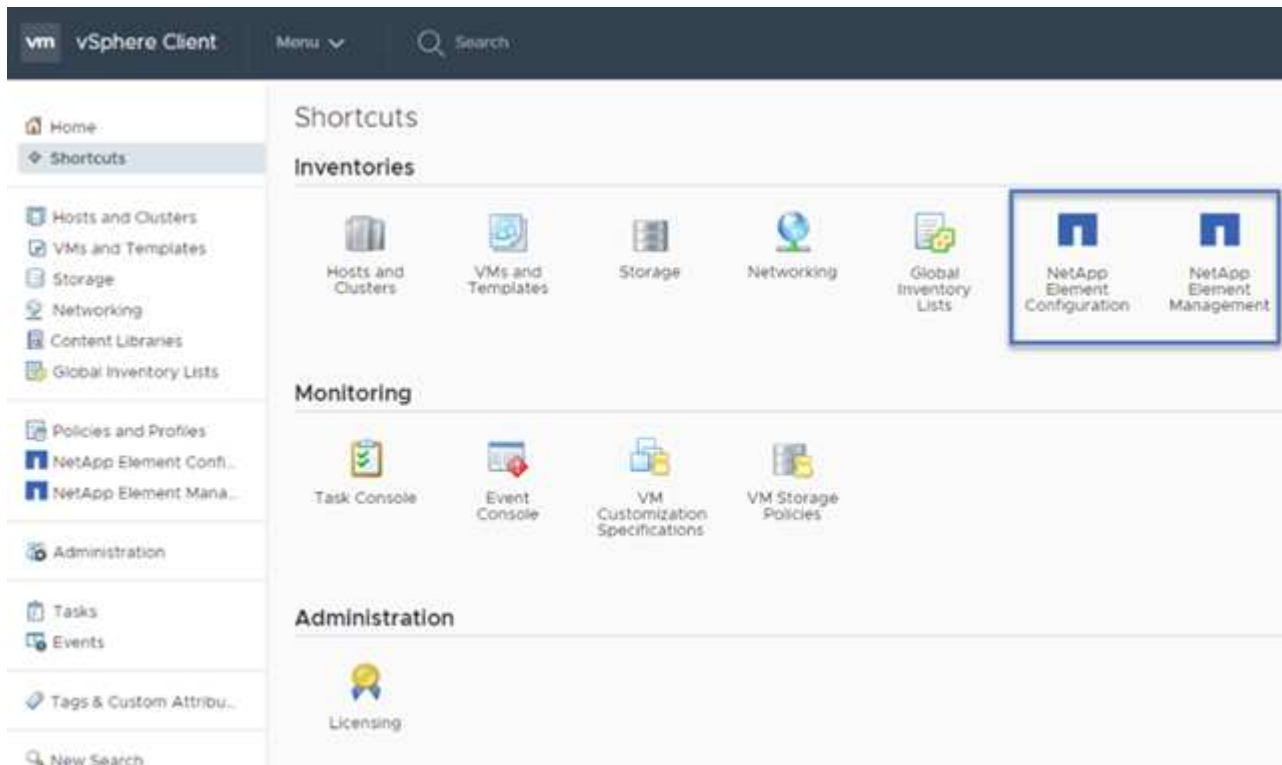 vm vSphere Client Menu Search
Home
Shortcuts
Hosts and Clusters
VMs and Templates
Storage
Networking
Content Libraries
Global Inventory Lists
Policies and Profiles
NetApp Element Confi...
NetApp Element Mana...
Administration
Tasks
Events
Tags & Custom Attribu...
New Search
Shortcuts
Inventories
Hosts and
Clusters
VMs and
Templates
Storage
Networking
Global
Inventory
Lists
NetApp
Element
Configuration
NetApp
Element
Management
Monitoring
Task Console
Event
Console
VM
Customization
Specifications
VM Storage
Policies
Administration
Licensing